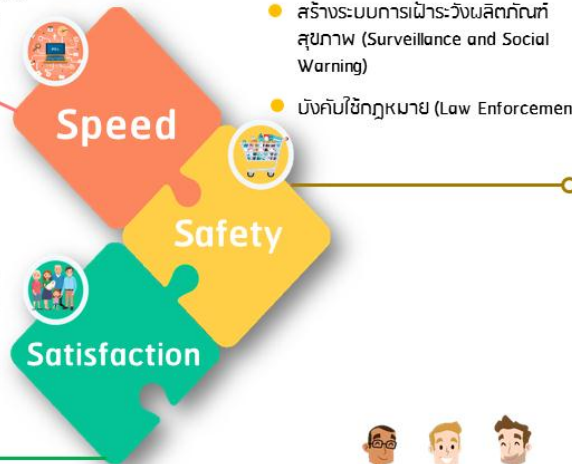 สร้างระบบการเฝ้าระวังผลิตภัณฑ์
สุขภาพ (Surveillance and Social
Warning)
บังคับใช้กฎหมาย (Law Enforcemen
Speed
Safety
Satisfaction